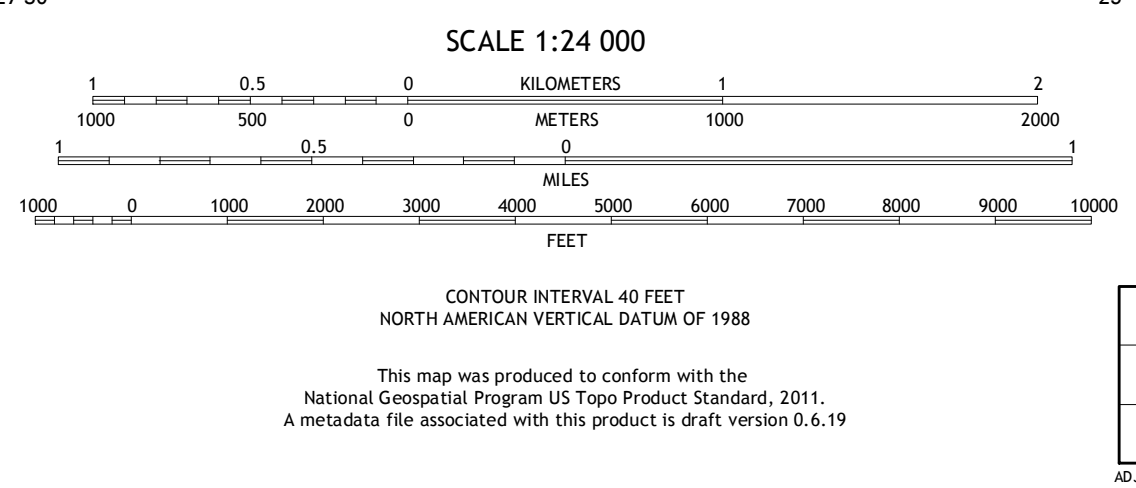 SCALE 1:24 000
1 0.5 0 KILOMETERS 1 2
1000 500 0 METERS 1000 2000
1 0.5 0 1
MILES
1000 0 1000 2000 3000 4000 5000 6000 7000 8000 9000 10000
FEET
CONTOUR INTERVAL 40 FEET
NORTH AMERICAN VERTICAL DATUM OF 1988
This map was produced to conform with the
National Geospatial Program US Topo Product Standard, 2011.
A metadata file associated with this product is draft version 0.6.19